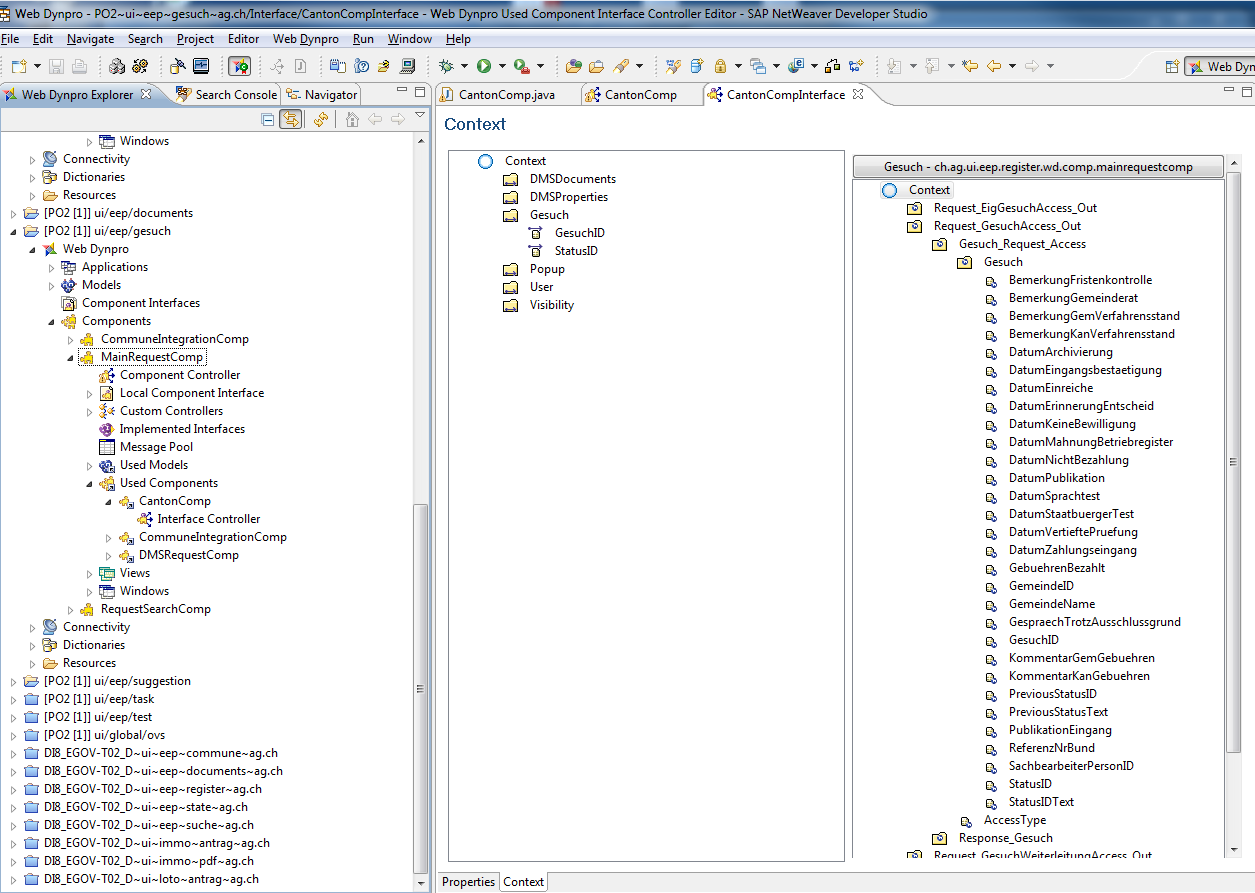 Web Dynpro - PO2~ui~eep~gesuch~ag.ch/Interface/CantonCompInterface - Web Dynpro Used Component Interface Controller Editor - SAP NetWeaver Developer Studio
File Edit Navigate Search Project Editor Web Dynpro Run Window Help
Web Dyn
Web Dynpro Explorer Search Console Navigator
Windows
Connectivity
Dictionaries
Resources
[PO2 [1]] ui/eep/documents
[PO2 [1]] ui/eep/gesuch
Web Dynpro
Applications
Models
Component Interfaces
Components
CommuneIntegrationComp
MainRequestComp
Component Controller
Local Component Interface
Custom Controllers
Implemented Interfaces
Message Pool
Used Models
Used Components
CantonComp
Interface Controller
CommuneIntegrationComp
DMSRequestComp
Views
Windows
RequestSearchComp
Connectivity
Dictionaries
Resources
[PO2 [1]] ui/eep/suggestion
[PO2 [1]] ui/eep/task
[PO2 [1]] ui/eep/test
[PO2 [1]] ui/global/ovs
DI8_EGOV-T02_D~ui~eep~commune~ag.ch
DI8_EGOV-T02_D~ui~eep~documents~ag.ch
DI8_EGOV-T02_D~ui~eep~register~ag.ch
DI8_EGOV-T02_D~ui~eep~state~ag.ch
DI8_EGOV-T02_D~ui~eep~suche~ag.ch
DI8_EGOV-T02_D~ui~immo~antrag~ag.ch
DI8_EGOV-T02_D~ui~immo~pdf~ag.ch
DI8_EGOV-T02_D~ui~loto~antrag~ag.ch
CantonComp.java CantonComp CantonCompInterface
Context
Context
DMSDocuments
DMSProperties
Gesuch
GesuchID
StatusID
Popup
User
Visibility
Gesuch - ch.ag.ui.eep.register.wd.comp.mainrequestcomp
Context
Request_EigGesuchAccess_Out
Request_GesuchAccess_Out
Gesuch_Request_Access
Gesuch
BemerkungFristenkontrolle
BemerkungGemeinderat
BemerkungGemVerfahrensstand
BemerkungKanVerfahrensstand
DatumArchivierung
DatumEingangsbestaetigung
DatumEinreiche
DatumErinnerungEntscheid
DatumKeineBewilligung
DatumMahnungBetriebregister
DatumNichtBezahlung
DatumPublikation
DatumSprachtest
DatumStaatbuergerTest
DatumVertieftePruefung
DatumZahlungseingang
GebuehrenBezahlt
GemeindeID
GemeindeName
GespraechTrotzAusschlussgrund
GesuchID
KommentarGemGebuehren
KommentarKanGebuehren
PreviousStatusID
PreviousStatusText
PublikationEingang
ReferenzNrBund
SachbearbeiterPersonID
StatusID
StatusIDText
AccessType
Response_Gesuch
Request_GesuchWeiterleitungAccess_Out
Properties Context